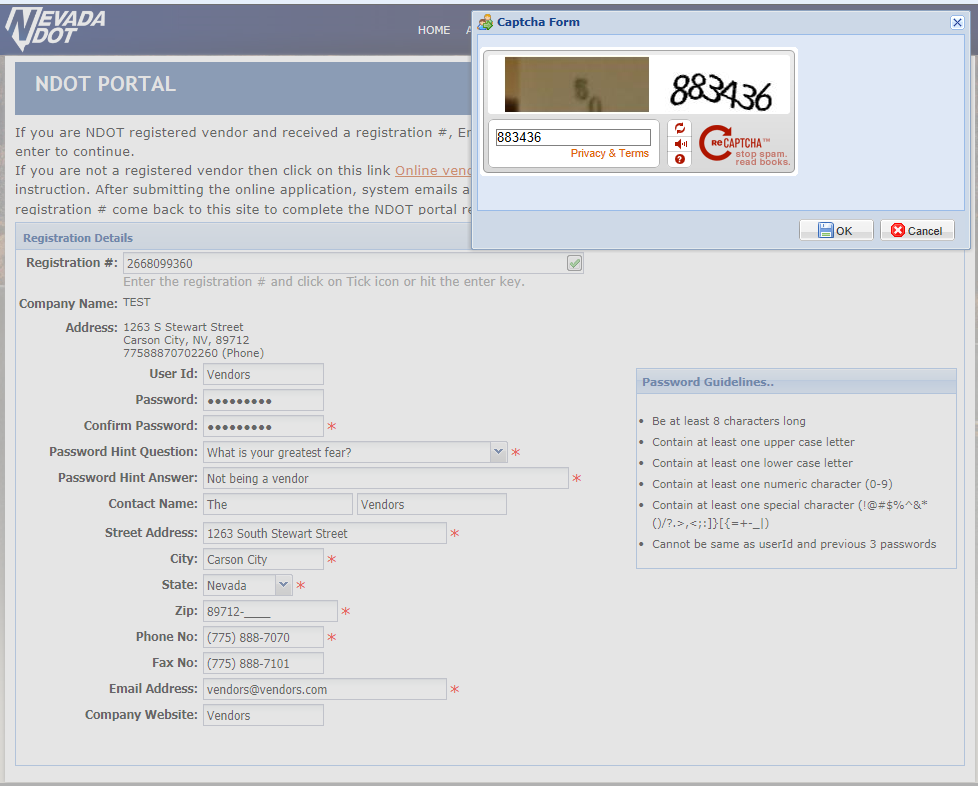 NEVADA
NDOT
HOME
NDOT PORTAL
If you are NDOT registered vendor and received a registration #, En
enter to continue.
If you are not a registered vendor then click on this link Online vend
instruction. After submitting the online application, system emails a
registration # come back to this site to complete the NDOT portal re
Captcha Form
883436
883436
Privacy & Terms
reCAPTCHA™
stop spam.
read books.
OK Cancel
Registration Details
Registration #: 2668099360
Enter the registration # and click on Tick icon or hit the enter key.
Company Name: TEST
Address: 1263 S Stewart Street
Carson City, NV, 89712
77588870702260 (Phone)
User Id: Vendors
Password: •••••••••
Confirm Password: ••••••••• *
Password Hint Question: What is your greatest fear? *
Password Hint Answer: Not being a vendor *
Contact Name: The Vendors
Street Address: 1263 South Stewart Street *
City: Carson City *
State: Nevada *
Zip: 89712-____ *
Phone No: (775) 888-7070 *
Fax No: (775) 888-7101
Email Address: vendors@vendors.com *
Company Website: Vendors
Password Guidelines..
• Be at least 8 characters long
• Contain at least one upper case letter
• Contain at least one lower case letter
• Contain at least one numeric character (0-9)
• Contain at least one special character (!@#$%^&*
()/?.>,<;:]}[{=+-_|)
• Cannot be same as userId and previous 3 passwords